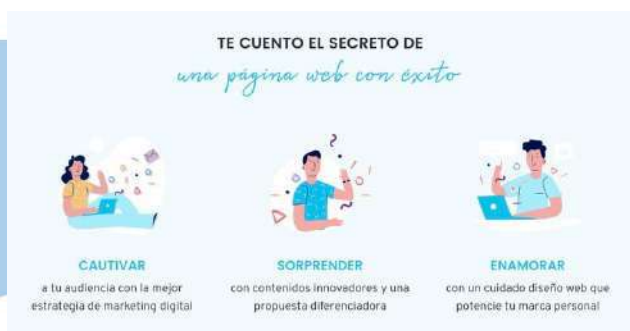 TE CUENTO EL SECRETO DE
una página web con éxito
CAUTIVAR
a tu audiencia con la mejor
estrategia de marketing digital
SORPRENDER
con contenidos innovadores y una
propuesta diferenciadora
ENAMORAR
con un cuidado diseño web que
potencie tu marca personal